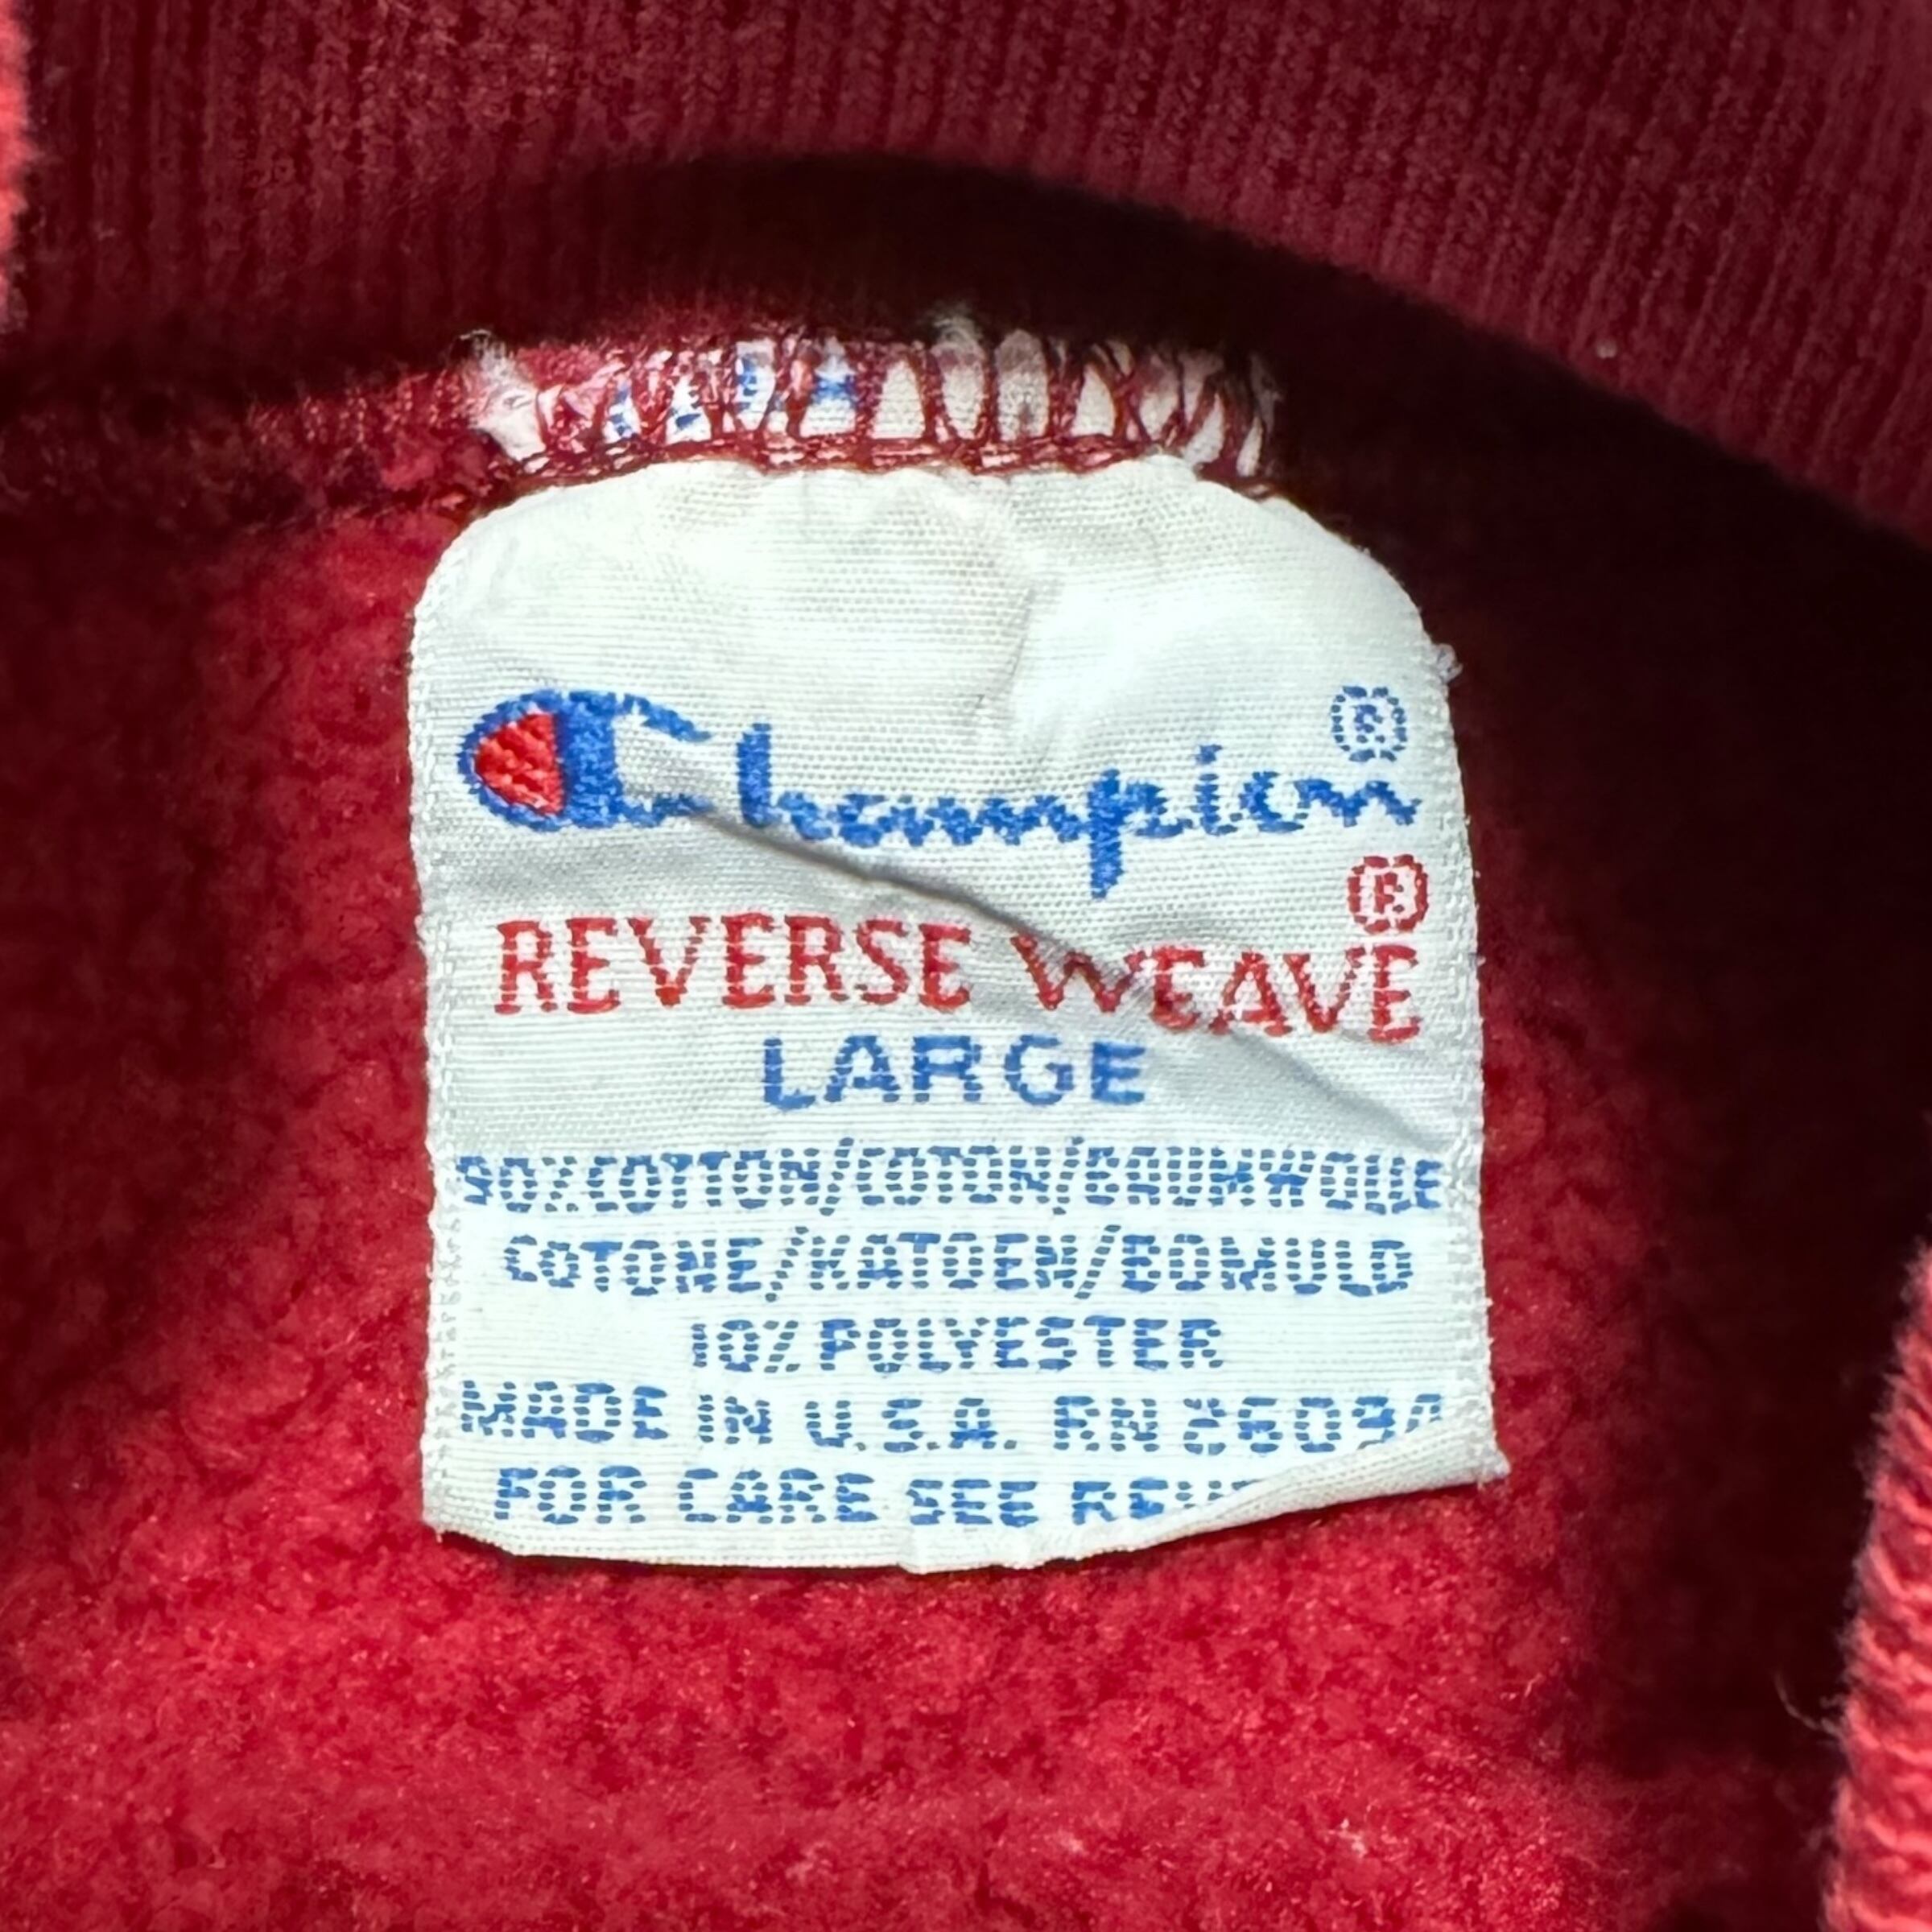 Champion®
REVERSE WEAVE®
LARGE
90% COTTON/COTON/BAUMWOLLE
COTONE/KATOEN/BOMULD
10% POLYESTER
MADE IN U.S.A. RN 26094
FOR CARE SEE